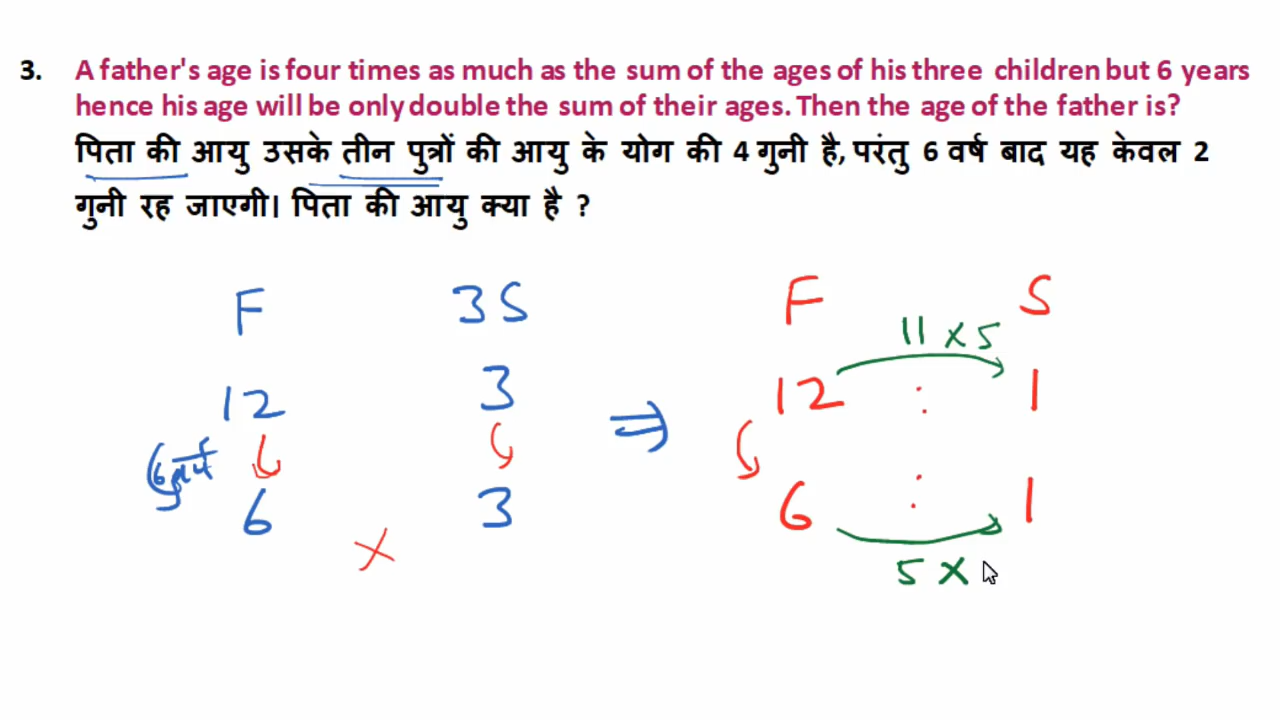 3. A father's age is four times as much as the sum of the ages of his three children but 6 years
hence his age will be only double the sum of their ages. Then the age of the father is?
पिता की आयु उसके तीन पुत्रों की आयु के योग की 4 गुनी है, परंतु 6 वर्ष बाद यह केवल 2
गुनी रह जाएगी। पिता की आयु क्या है ?
F 3S F S
11 x 5
12 3 ⇒ 12 : 1
6 वर्ष
6 3 6 : 1
x
5 x